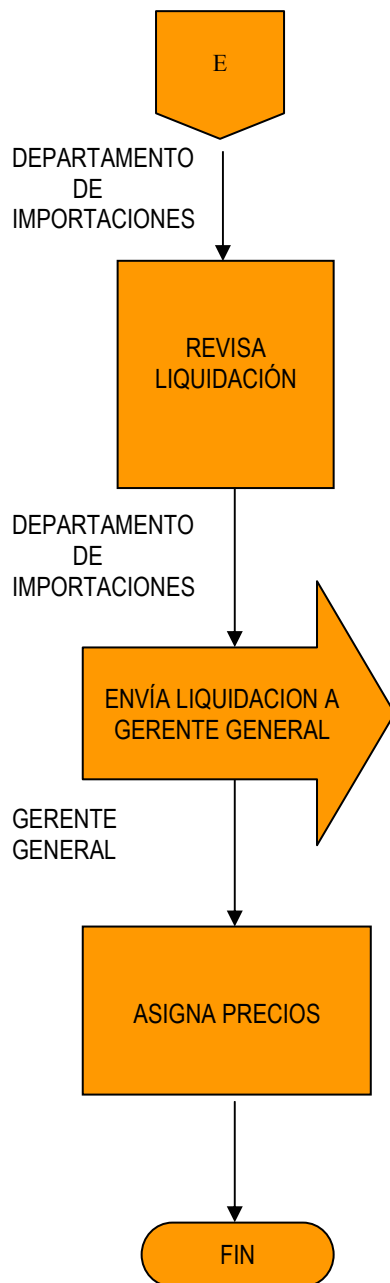 E
DEPARTAMENTO
DE
IMPORTACIONES
REVISA
LIQUIDACIÓN
DEPARTAMENTO
DE
IMPORTACIONES
ENVÍA LIQUIDACION A
GERENTE GENERAL
GERENTE
GENERAL
ASIGNA PRECIOS
FIN